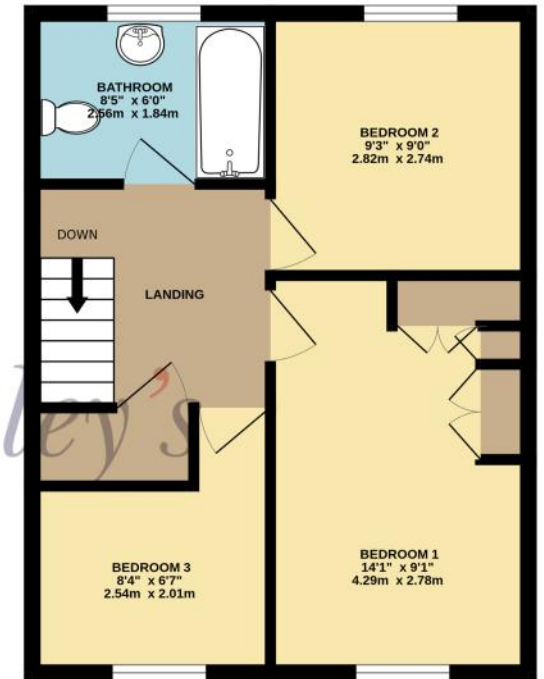 BATHROOM
8'5" x 6'0"
2.56m x 1.84m
BEDROOM 2
9'3" x 9'0"
2.82m x 2.74m
DOWN
LANDING
ley's
BEDROOM 3
8'4" x 6'7"
2.54m x 2.01m
BEDROOM 1
14'1" x 9'1"
4.29m x 2.78m